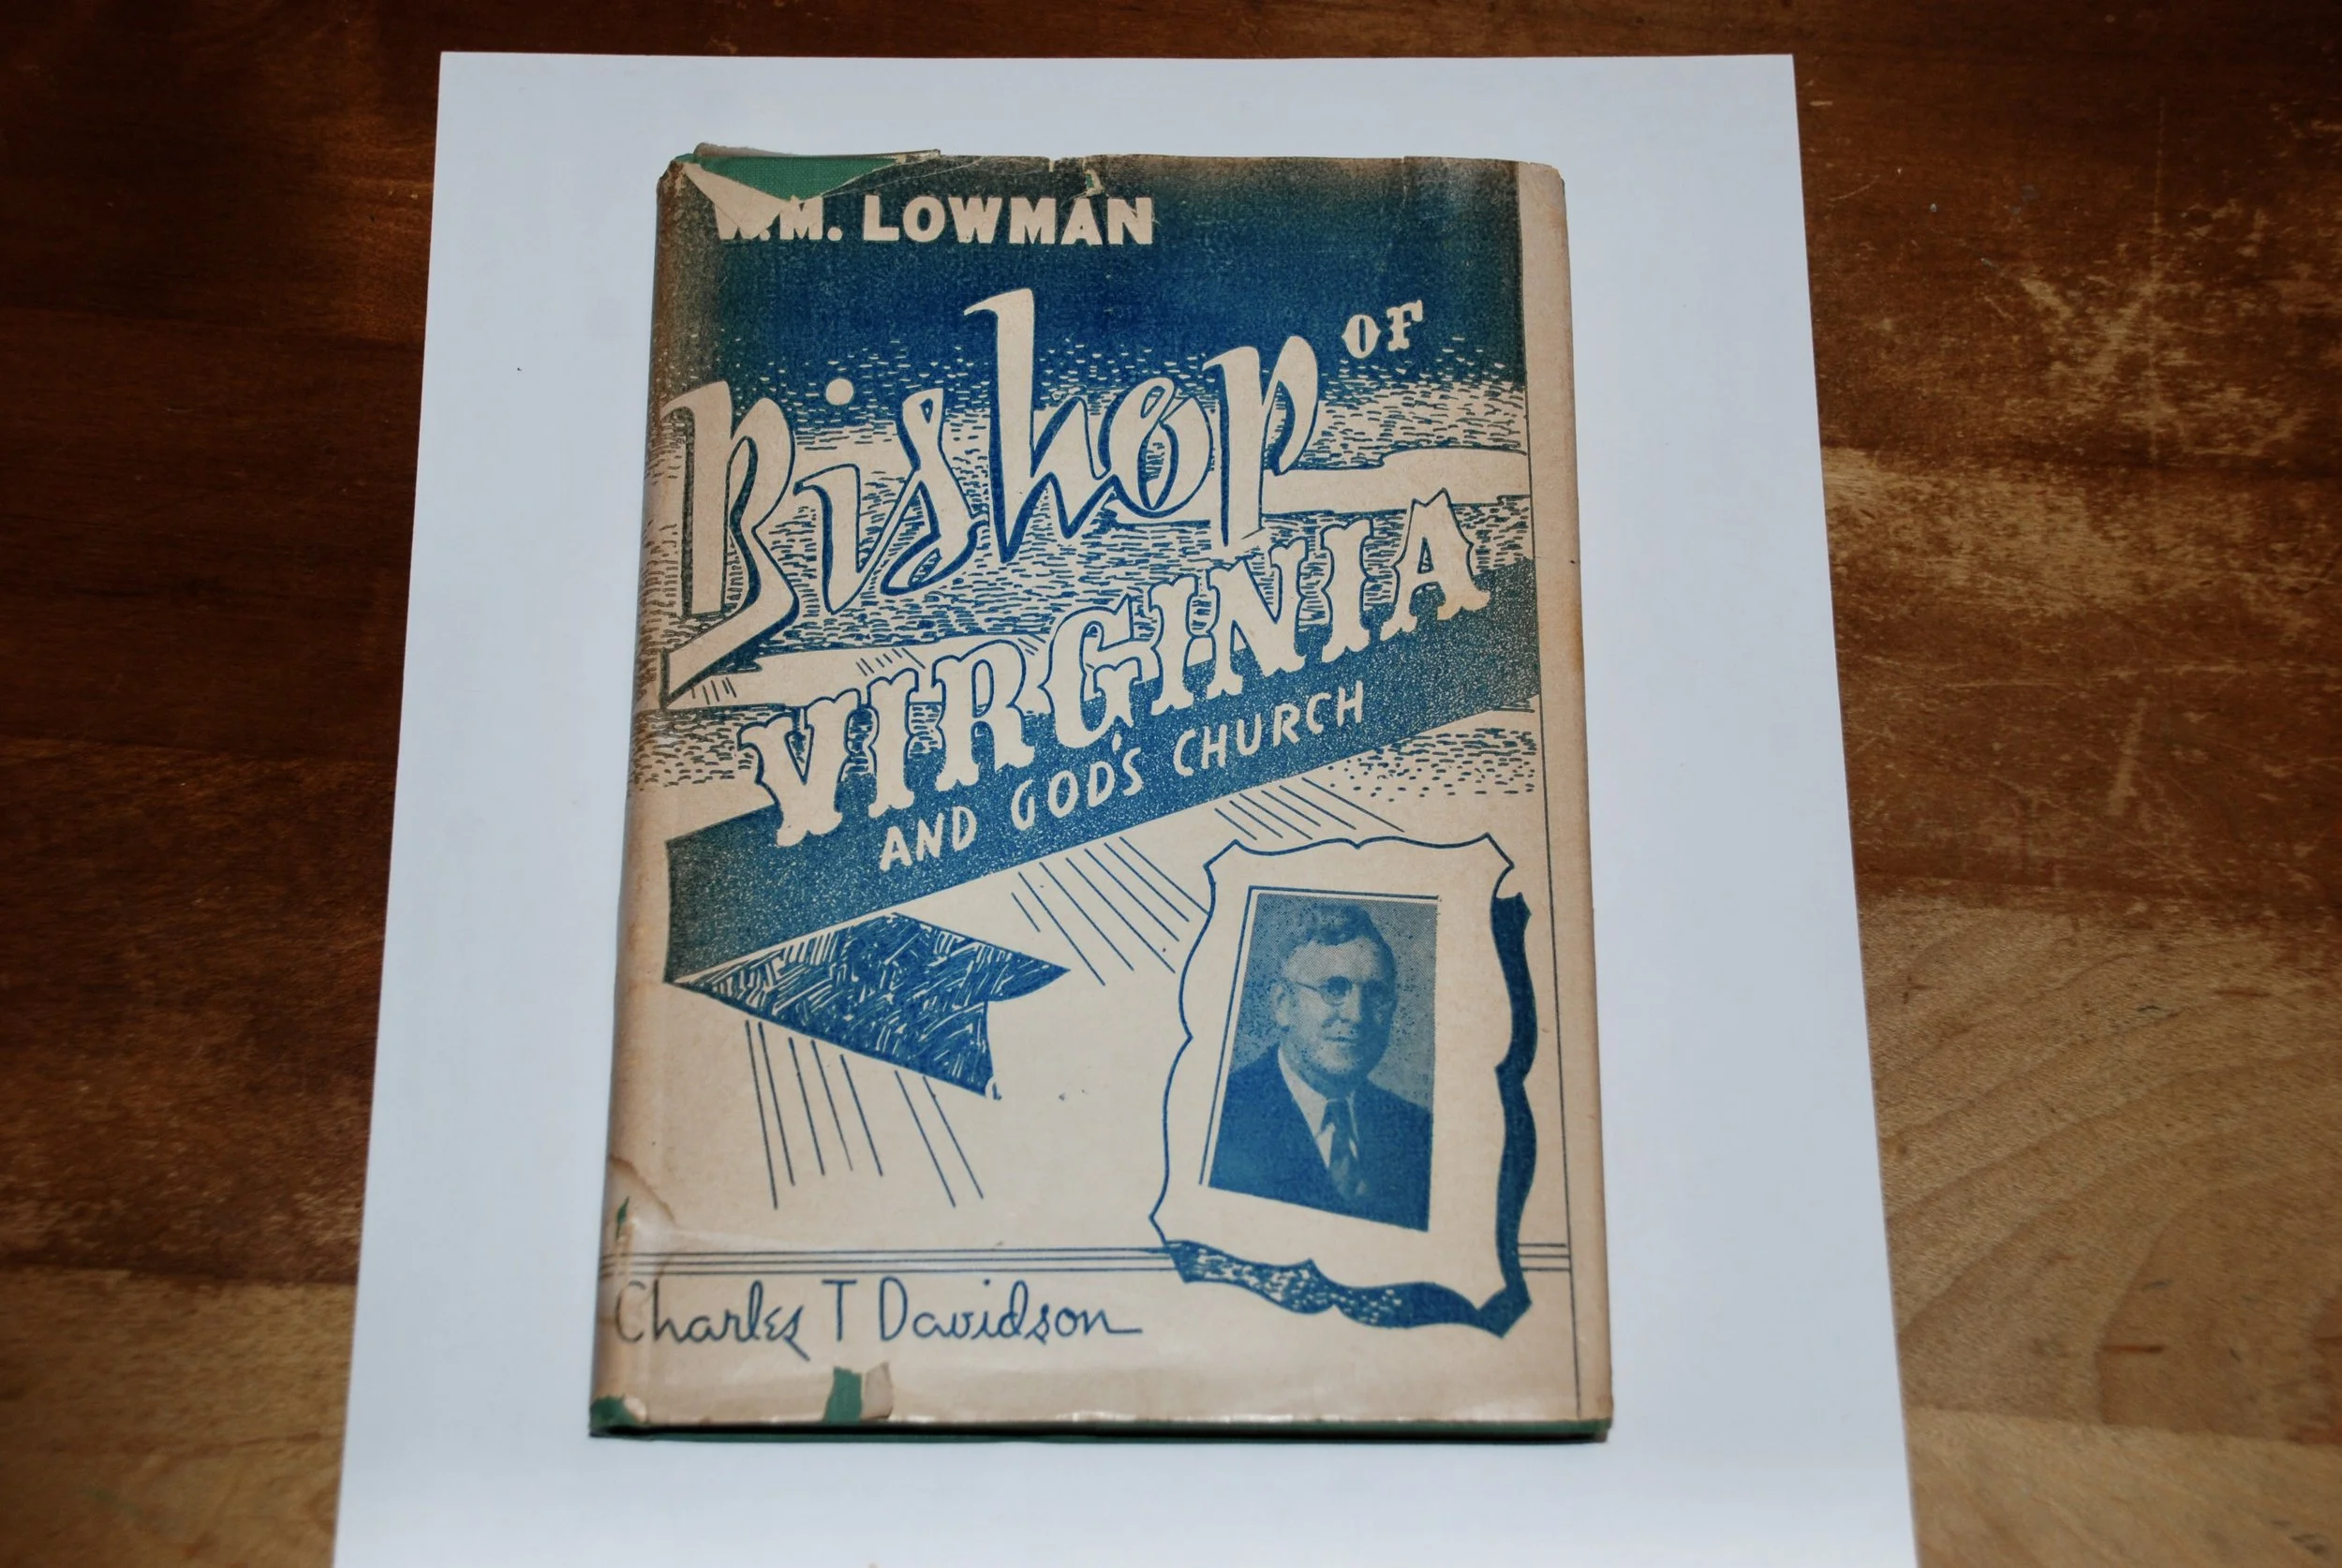 W.M. LOWMAN
Bishop OF
VIRGINIA
AND GOD'S CHURCH
Charles T Davidson